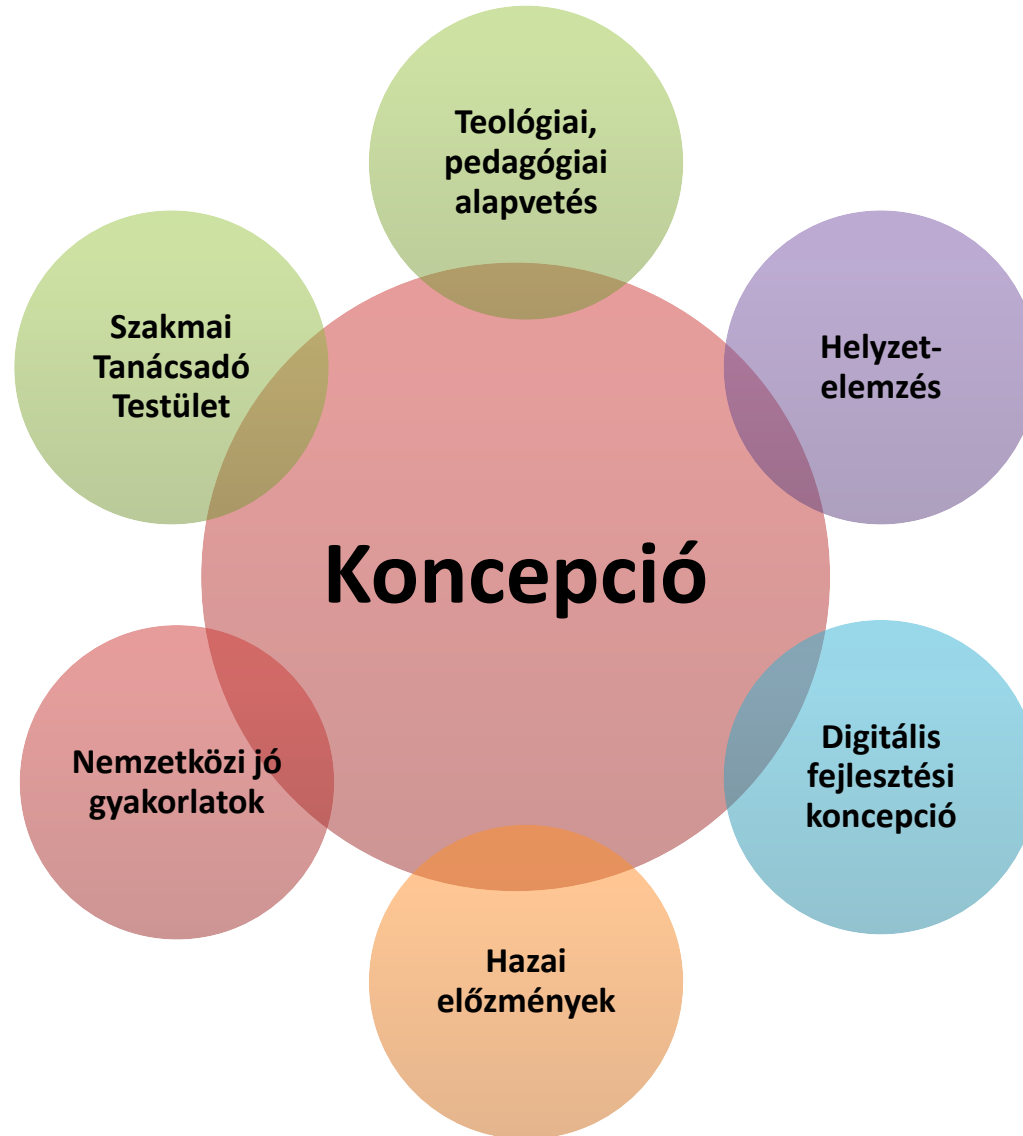 Teológiai,
pedagógiai
alapvetés
Szakmai
Tanácsadó
Testület
Helyzet-
elemzés
Koncepció
Nemzetközi jó
gyakorlatok
Digitális
fejlesztési
koncepció
Hazai
előzmények